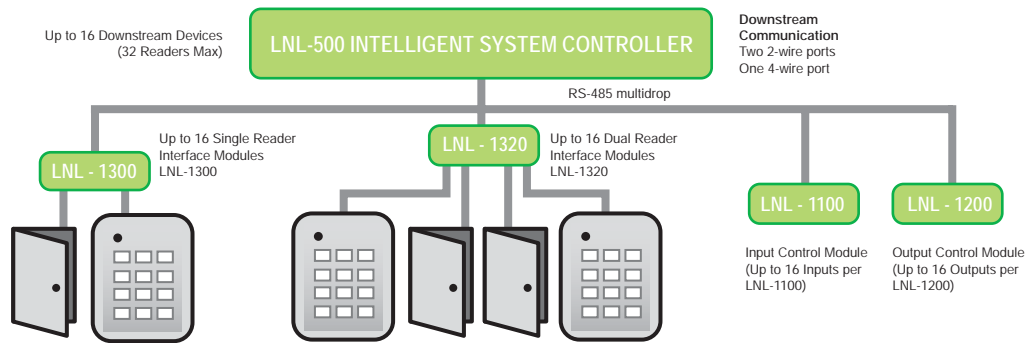 Up to 16 Downstream Devices
(32 Readers Max)
LNL-500 INTELLIGENT SYSTEM CONTROLLER
Downstream
Communication
Two 2-wire ports
One 4-wire port
RS-485 multidrop
LNL - 1300
Up to 16 Single Reader
Interface Modules
LNL-1300
LNL - 1320
Up to 16 Dual Reader
Interface Modules
LNL-1320
LNL - 1100
LNL - 1200
Input Control Module
(Up to 16 Inputs per
LNL-1100)
Output Control Module
(Up to 16 Outputs per
LNL-1200)